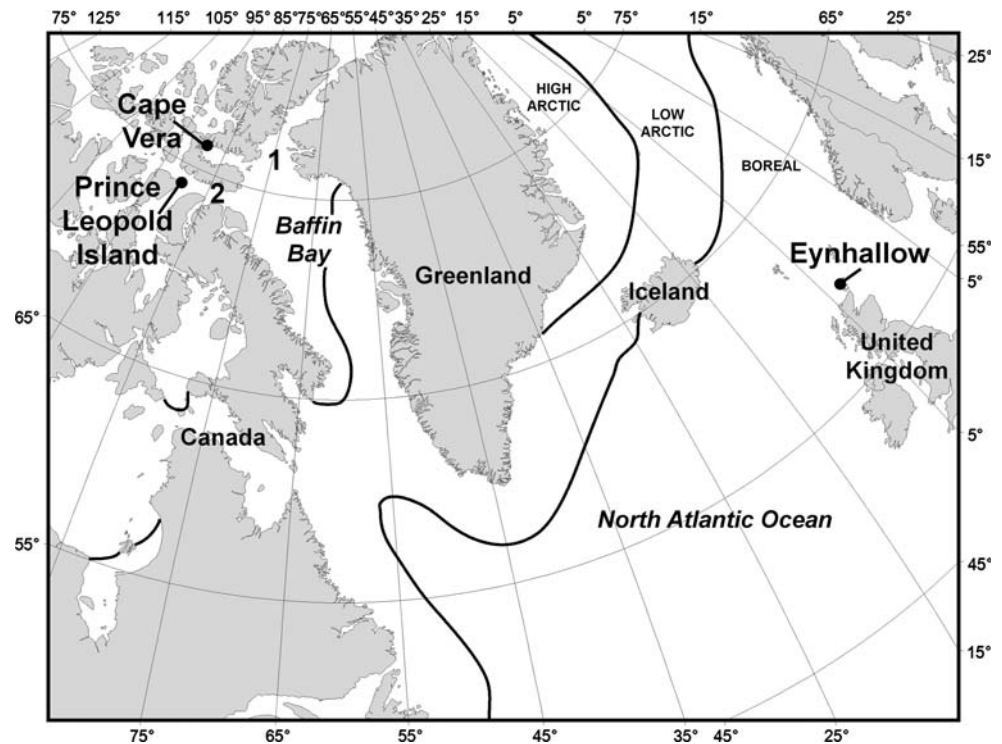 75° 125° 115° 105° 95° 85° 75° 65° 55° 45° 35° 25° 15° 5° 5° 75° 15° 65° 25°
25°
HIGH
ARCTIC
LOW
ARCTIC
BOREAL
Cape
Vera
1
15°
Prince
Leopold
Island
2
Baffin
Bay
55°
Eynhallow
5°
Greenland
Iceland
65°
United
Kingdom
Canada
5°
North Atlantic Ocean
55°
45°
15°
75° 65° 55° 45° 35° 45° 25°